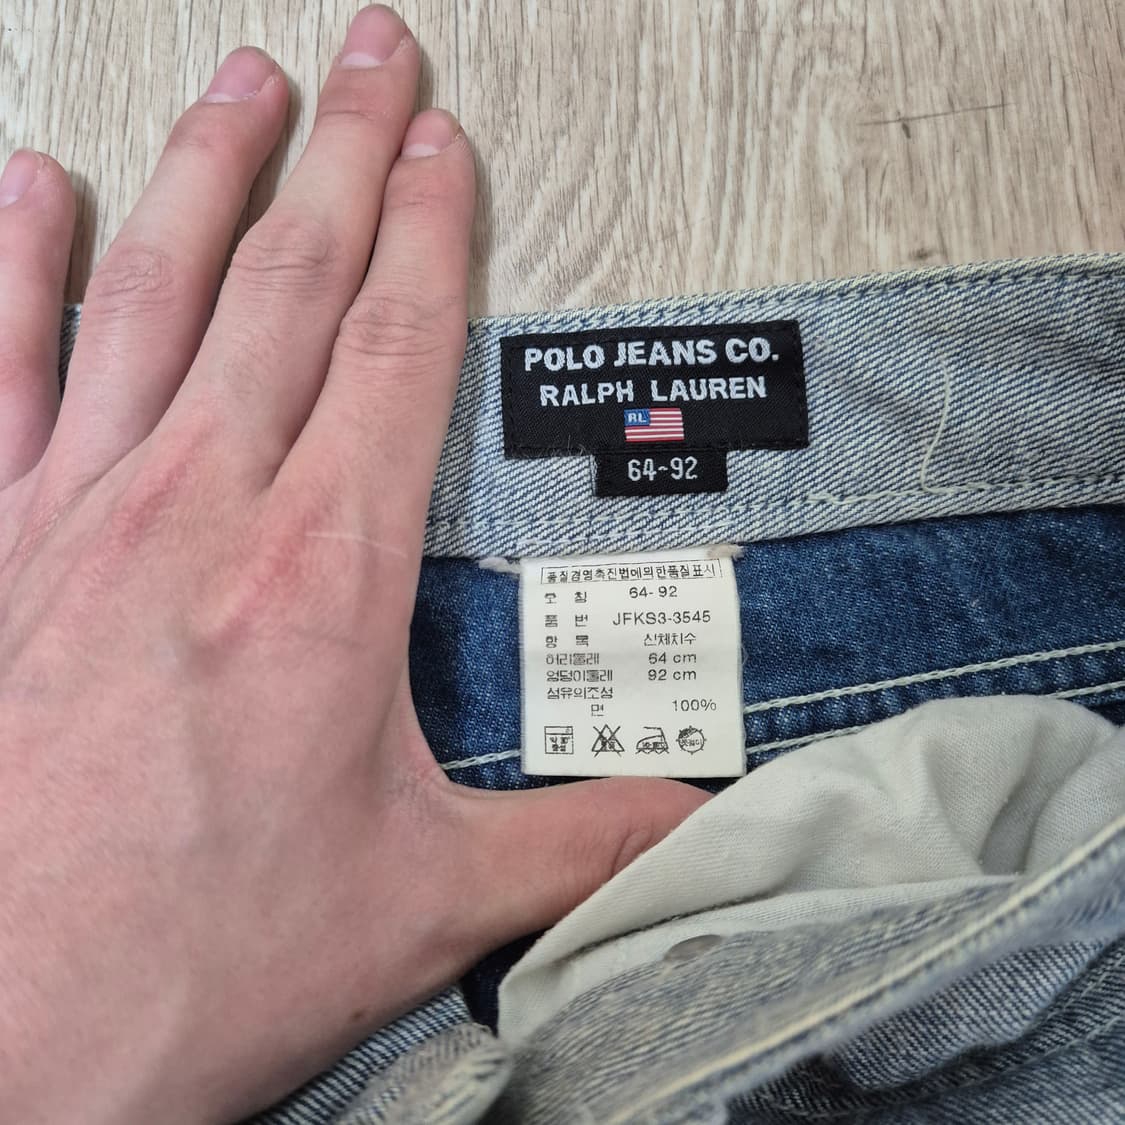 POLO JEANS CO.
RALPH LAUREN
RL
64-92
품질경영촉진법에의한품질표시
호 칭 64-92
품 번 JFKS3-3545
항 목 신체치수
허리둘레 64 cm
엉덩이둘레 92 cm
섬유의조성
면 100%